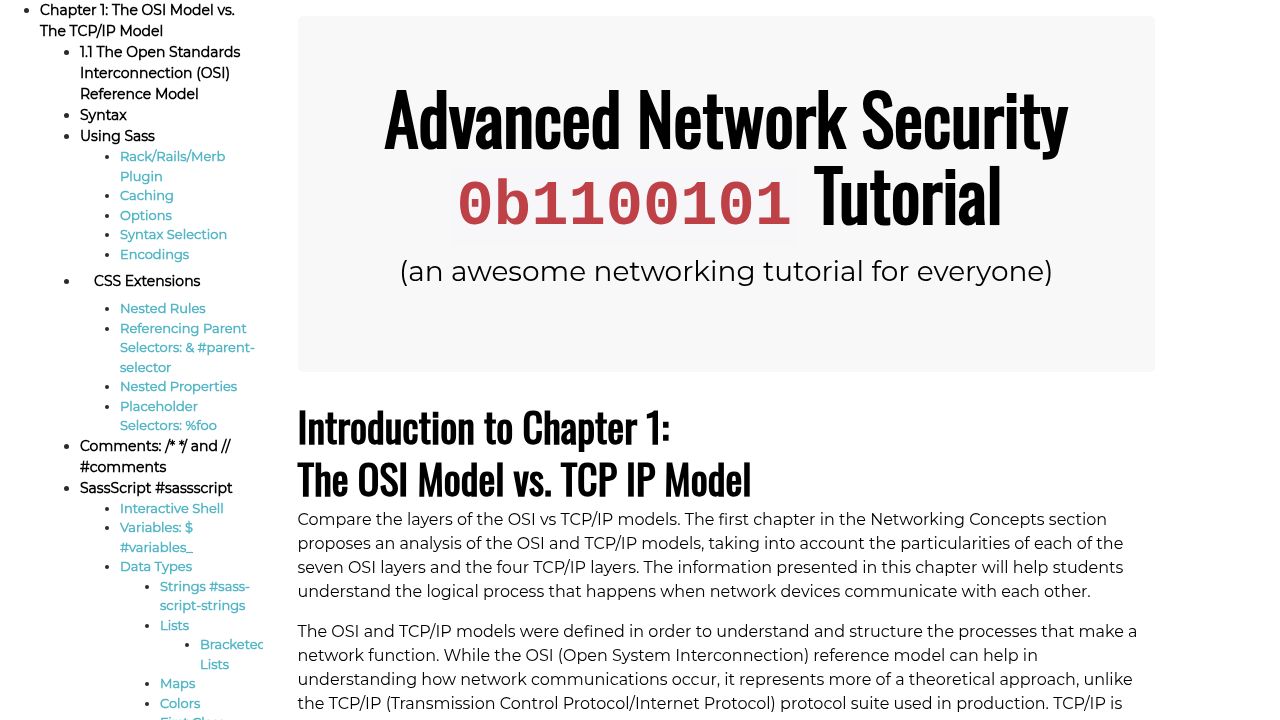 Chapter 1: The OSI Model vs.
The TCP/IP Model
1.1 The Open Standards
Interconnection (OSI)
Reference Model
Syntax
Using Sass
Rack/Rails/Merb
Plugin
Caching
Options
Syntax Selection
Encodings
CSS Extensions
Nested Rules
Referencing Parent
Selectors: & #parent-
selector
Nested Properties
Placeholder
Selectors: %foo
Comments: /* */ and //
#comments
SassScript #sassscript
Interactive Shell
Variables: $
#variables_
Data Types
Strings #sass-
script-strings
Lists
Bracketed
Lists
Maps
Colors
Advanced Network Security
0b1100101 Tutorial
(an awesome networking tutorial for everyone)
Introduction to Chapter 1:
The OSI Model vs. TCP IP Model
Compare the layers of the OSI vs TCP/IP models. The first chapter in the Networking Concepts section
proposes an analysis of the OSI and TCP/IP models, taking into account the particularities of each of the
seven OSI layers and the four TCP/IP layers. The information presented in this chapter will help students
understand the logical process that happens when network devices communicate with each other.
The OSI and TCP/IP models were defined in order to understand and structure the processes that make a
network function. While the OSI (Open System Interconnection) reference model can help in
understanding how network communications occur, it represents more of a theoretical approach, unlike
the TCP/IP (Transmission Control Protocol/Internet Protocol) protocol suite used in production. TCP/IP is